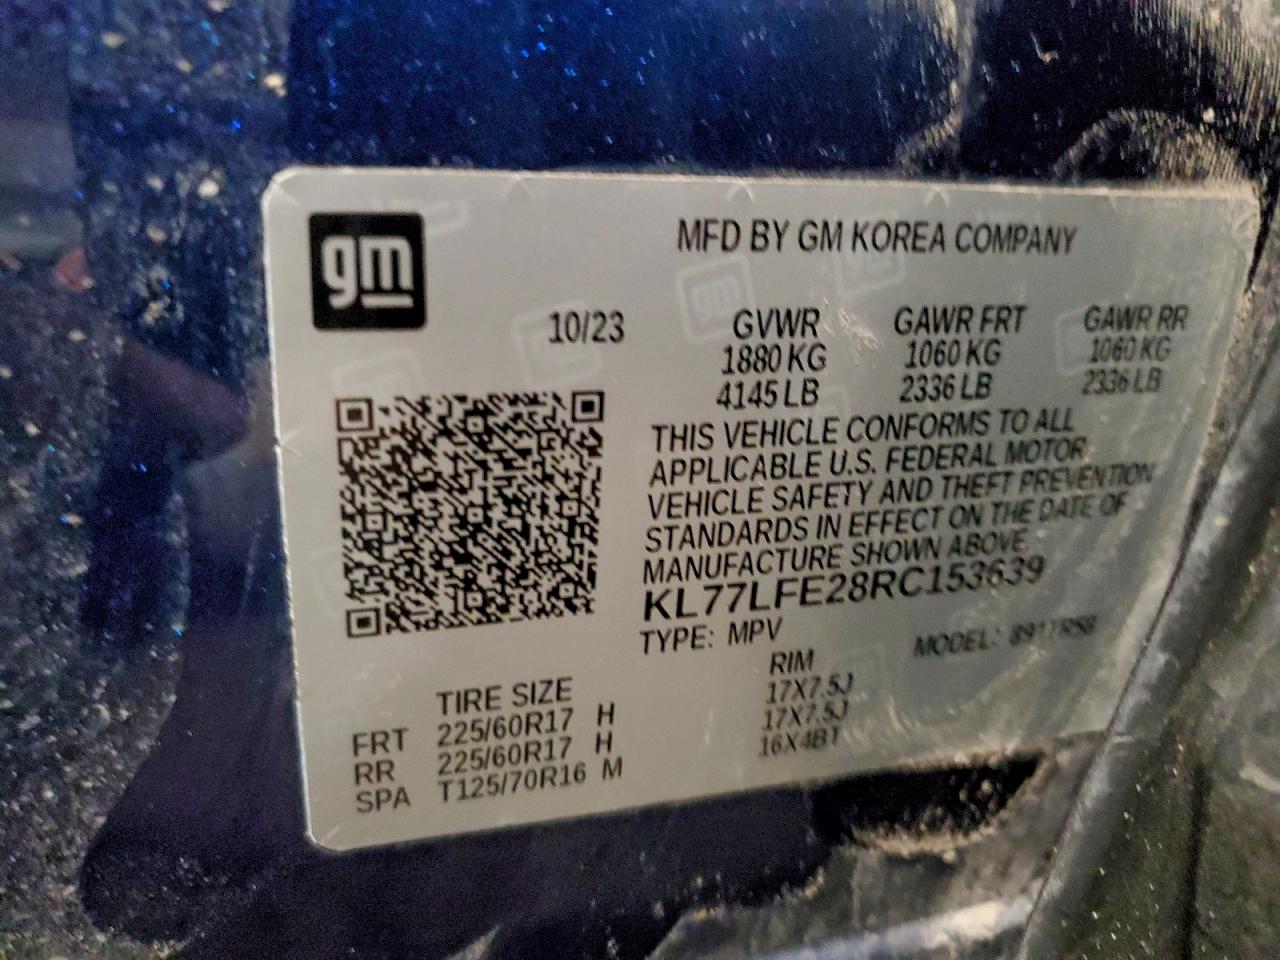 gm
MFD BY GM KOREA COMPANY
10/23 GVWR GAWR FRT GAWR RR
1880 KG 1060 KG 1060 KG
4145 LB 2336 LB 2336 LB
THIS VEHICLE CONFORMS TO ALL
APPLICABLE U.S. FEDERAL MOTOR
VEHICLE SAFETY AND THEFT PREVENTION
STANDARDS IN EFFECT ON THE DATE OF
MANUFACTURE SHOWN ABOVE
KL77LFE28RC153639
TYPE: MPV MODEL:
TIRE SIZE RIM
FRT 225/60R17 H 17X7.5J
RR 225/60R17 H 17X7.5J
SPA T125/70R16 M 16X4BT